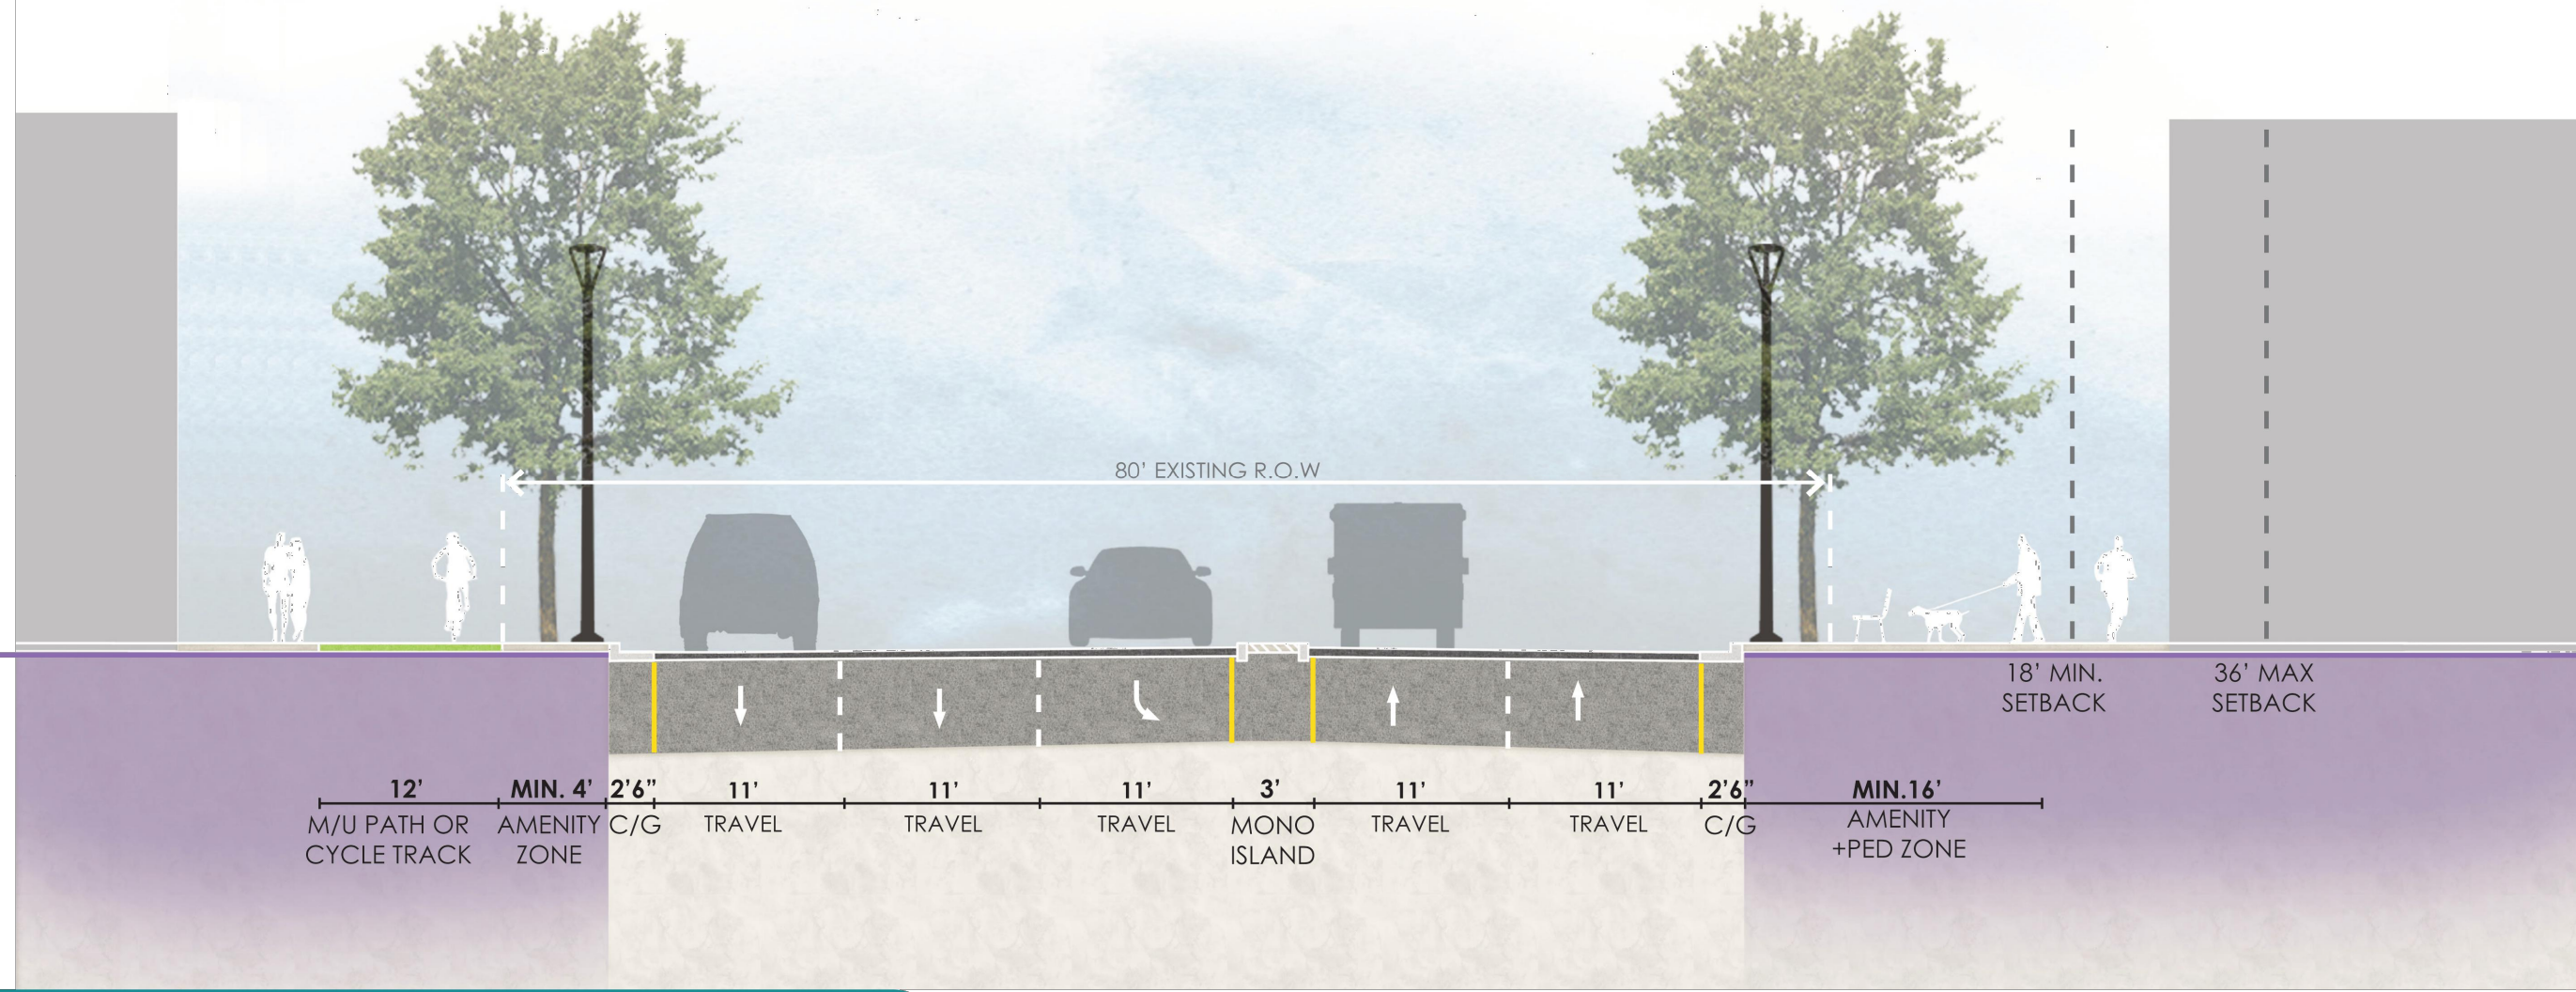 80' EXISTING R.O.W
18' MIN.
SETBACK
36' MAX
SETBACK
12'
M/U PATH OR
CYCLE TRACK
MIN. 4'
AMENITY
ZONE
2'6"
C/G
11'
TRAVEL
11'
TRAVEL
11'
TRAVEL
3'
MONO
ISLAND
11'
TRAVEL
11'
TRAVEL
2'6"
C/G
MIN.16'
AMENITY
+PED ZONE